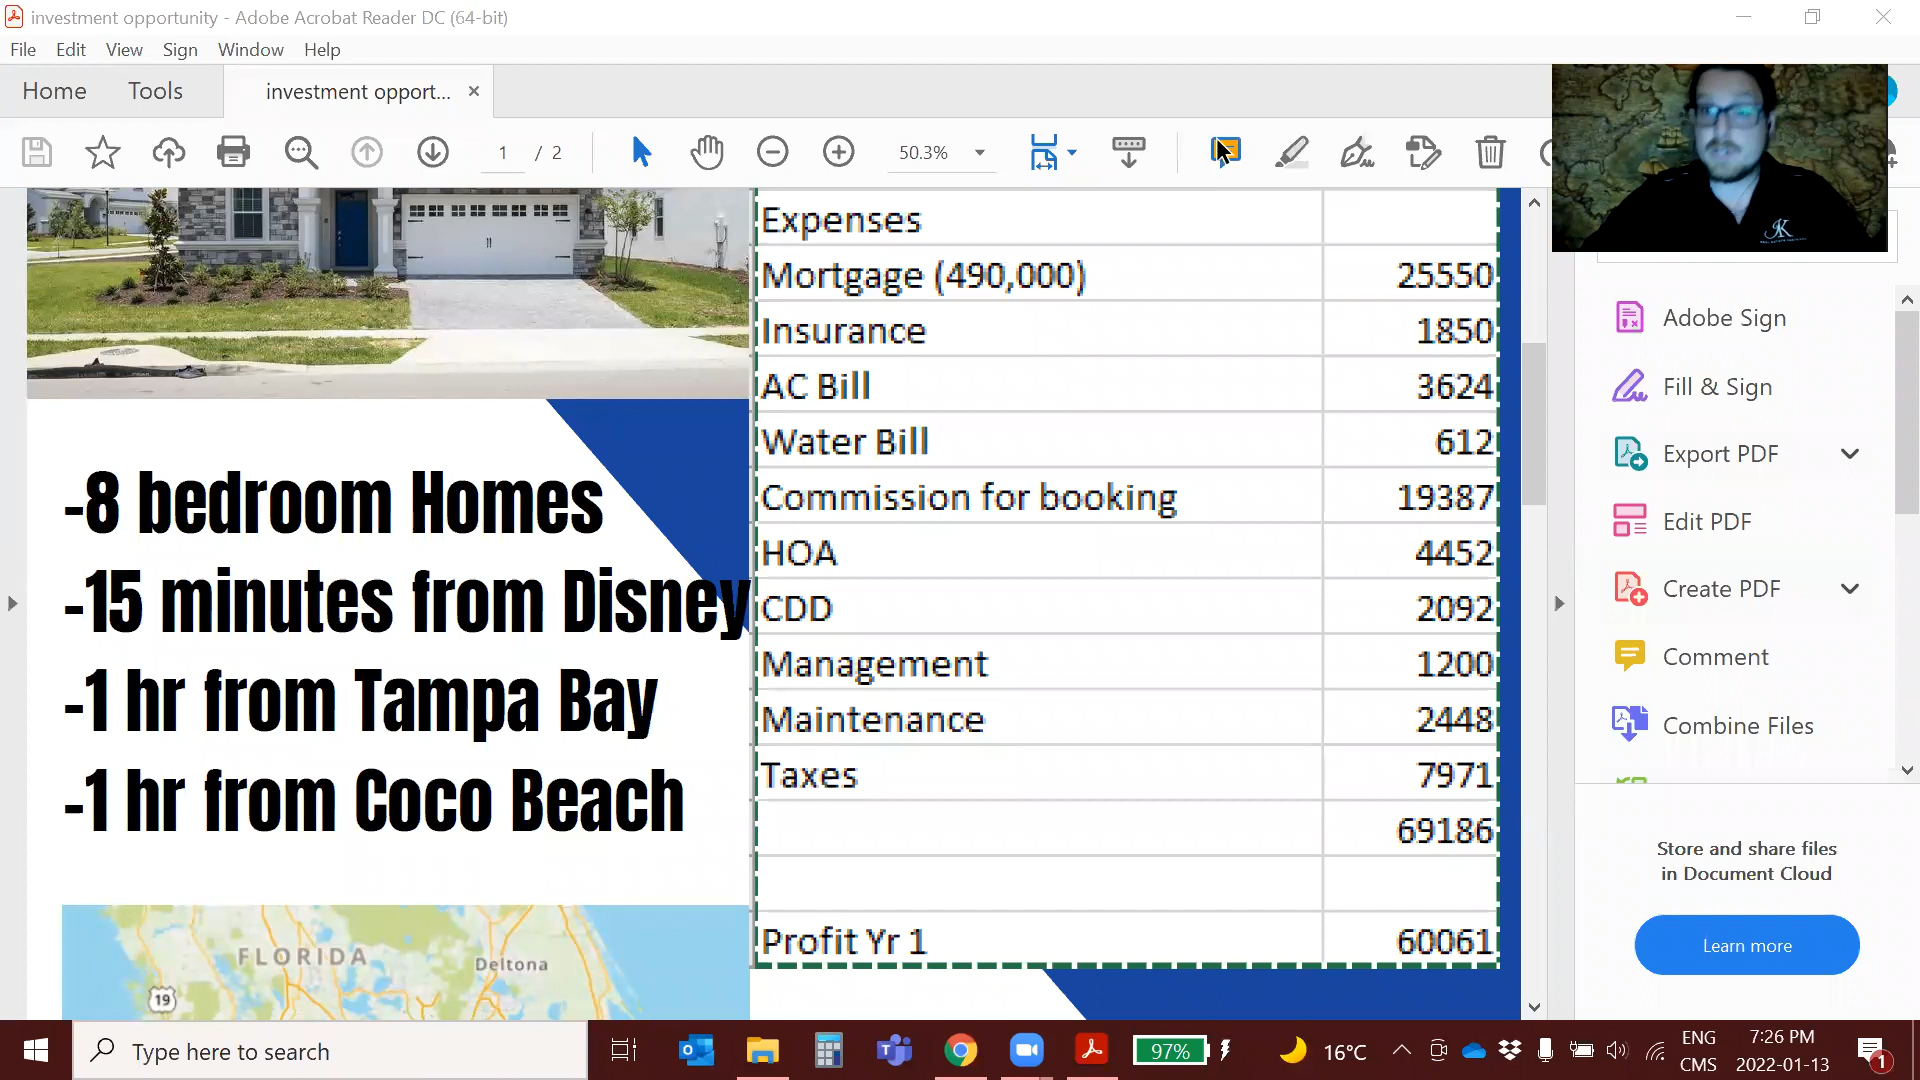 investment opportunity - Adobe Acrobat Reader DC (64-bit)
File Edit View Sign Window Help
Home Tools investment opport... ×
1 / 2 50.3%
Expenses
Mortgage (490,000) 25550
Insurance 1850
AC Bill 3624
Water Bill 612
Commission for booking 19387
HOA 4452
CDD 2092
Management 1200
Maintenance 2448
Taxes 7971
69186
Profit Yr 1 60061
-8 bedroom Homes
-15 minutes from Disney
-1 hr from Tampa Bay
-1 hr from Coco Beach
FLORIDA
Deltona
19
JK
Adobe Sign
Fill & Sign
Export PDF
Edit PDF
Create PDF
Comment
Combine Files
Store and share files
in Document Cloud
Learn more
Type here to search
97%
16°C
ENG
CMS
7:26 PM
2022-01-13
1